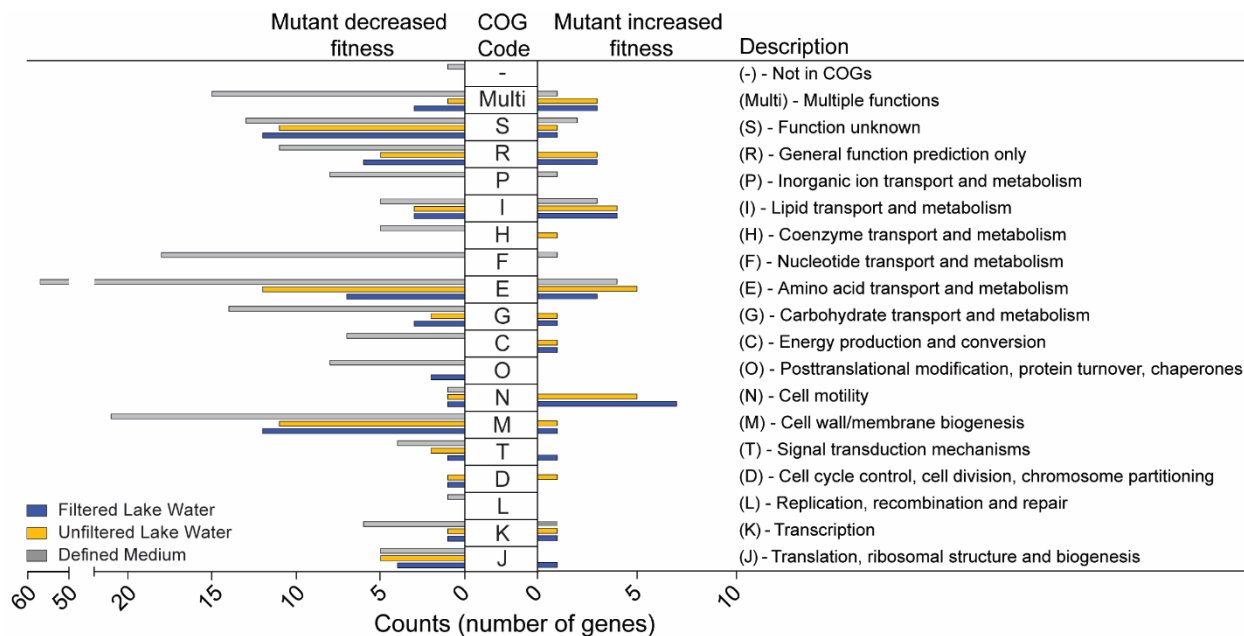 Mutant decreased fitness
COG Code
Mutant increased fitness
Description
-
(-) - Not in COGs
Multi
(Multi) - Multiple functions
S
(S) - Function unknown
R
(R) - General function prediction only
P
(P) - Inorganic ion transport and metabolism
I
(I) - Lipid transport and metabolism
H
(H) - Coenzyme transport and metabolism
F
(F) - Nucleotide transport and metabolism
E
(E) - Amino acid transport and metabolism
G
(G) - Carbohydrate transport and metabolism
C
(C) - Energy production and conversion
O
(O) - Posttranslational modification, protein turnover, chaperones
N
(N) - Cell motility
M
(M) - Cell wall/membrane biogenesis
T
(T) - Signal transduction mechanisms
D
(D) - Cell cycle control, cell division, chromosome partitioning
L
(L) - Replication, recombination and repair
K
(K) - Transcription
J
(J) - Translation, ribosomal structure and biogenesis
Filtered Lake Water
Unfiltered Lake Water
Defined Medium
60 50 20 15 10 5 0 0 5 10
Counts (number of genes)